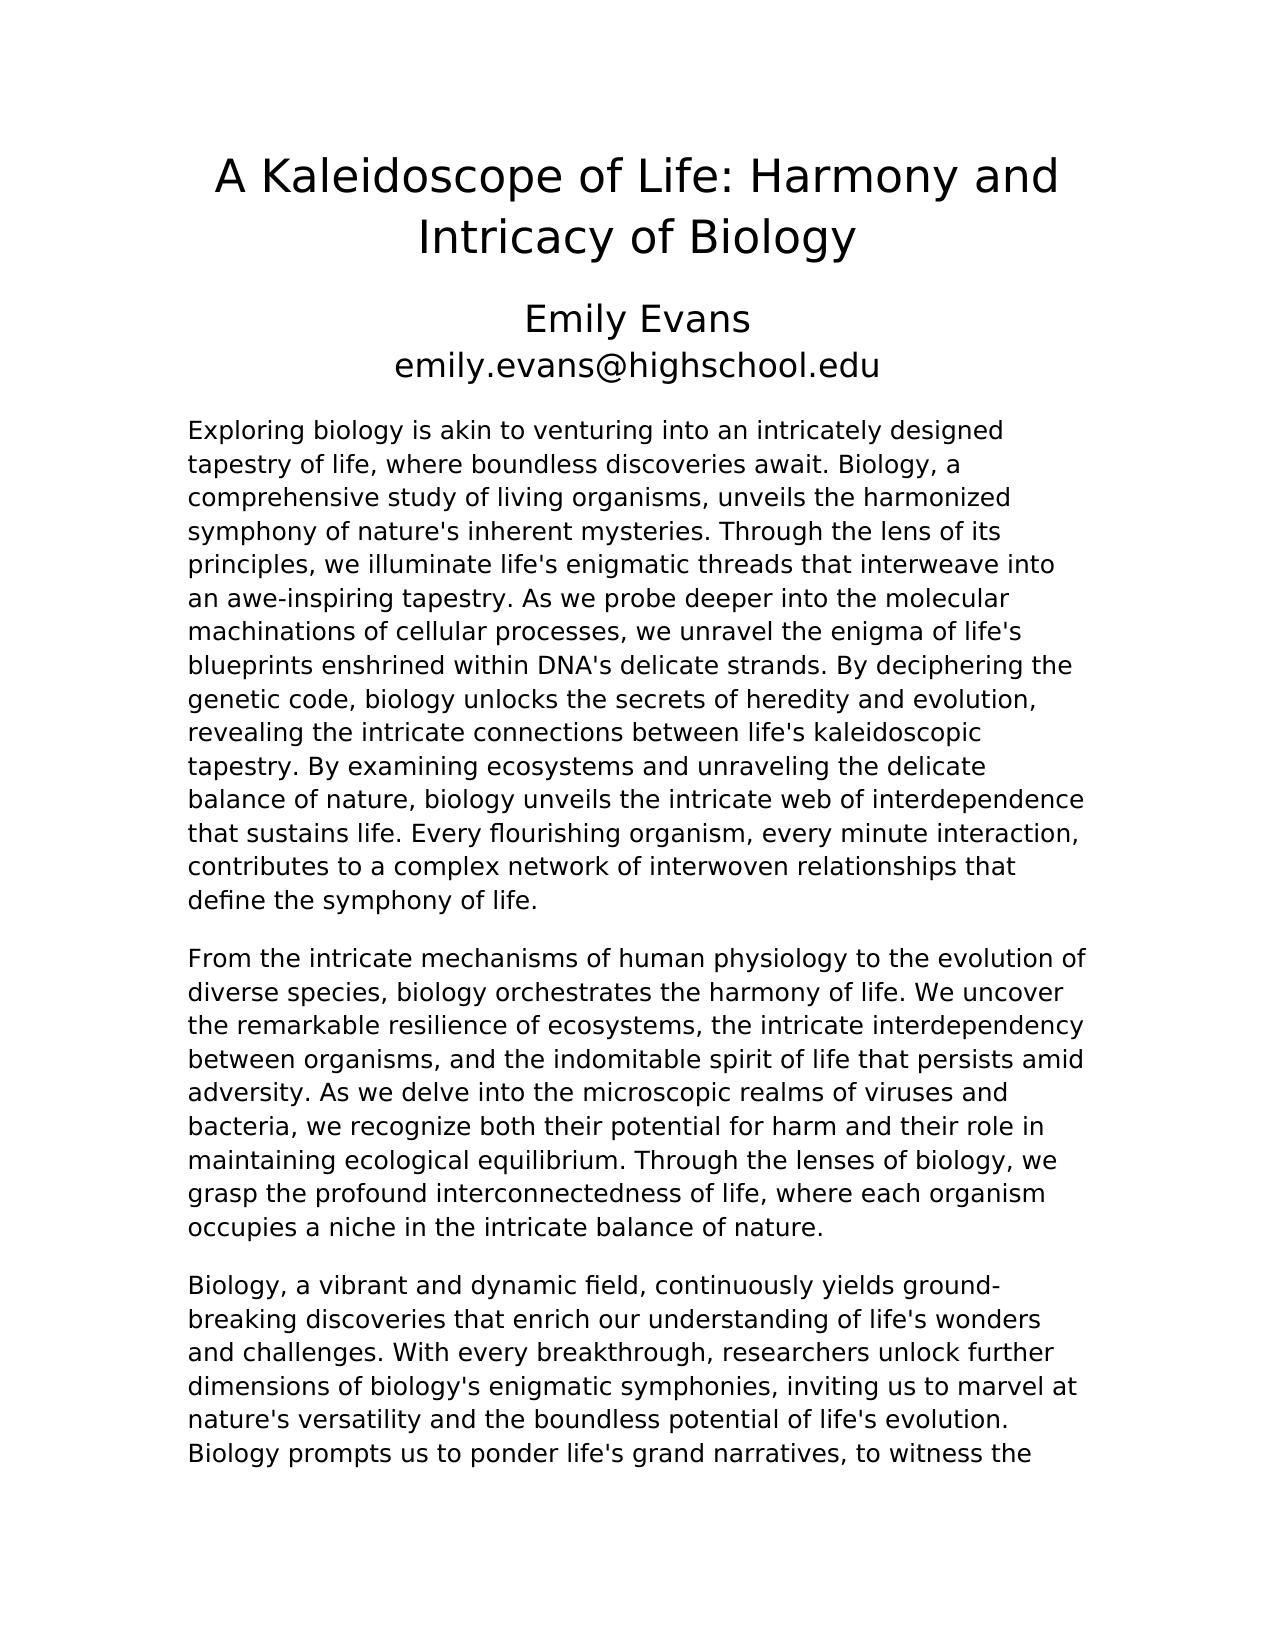 A Kaleidoscope of Life: Harmony and
Intricacy of Biology
Emily Evans
emily.evans@highschool.edu
Exploring biology is akin to venturing into an intricately designed
tapestry of life, where boundless discoveries await. Biology, a
comprehensive study of living organisms, unveils the harmonized
symphony of nature's inherent mysteries. Through the lens of its
principles, we illuminate life's enigmatic threads that interweave into
an awe-inspiring tapestry. As we probe deeper into the molecular
machinations of cellular processes, we unravel the enigma of life's
blueprints enshrined within DNA's delicate strands. By deciphering the
genetic code, biology unlocks the secrets of heredity and evolution,
revealing the intricate connections between life's kaleidoscopic
tapestry. By examining ecosystems and unraveling the delicate
balance of nature, biology unveils the intricate web of interdependence
that sustains life. Every flourishing organism, every minute interaction,
contributes to a complex network of interwoven relationships that
define the symphony of life.
From the intricate mechanisms of human physiology to the evolution of
diverse species, biology orchestrates the harmony of life. We uncover
the remarkable resilience of ecosystems, the intricate interdependency
between organisms, and the indomitable spirit of life that persists amid
adversity. As we delve into the microscopic realms of viruses and
bacteria, we recognize both their potential for harm and their role in
maintaining ecological equilibrium. Through the lenses of biology, we
grasp the profound interconnectedness of life, where each organism
occupies a niche in the intricate balance of nature.
Biology, a vibrant and dynamic field, continuously yields ground-
breaking discoveries that enrich our understanding of life's wonders
and challenges. With every breakthrough, researchers unlock further
dimensions of biology's enigmatic symphonies, inviting us to marvel at
nature's versatility and the boundless potential of life's evolution.
Biology prompts us to ponder life's grand narratives, to witness the